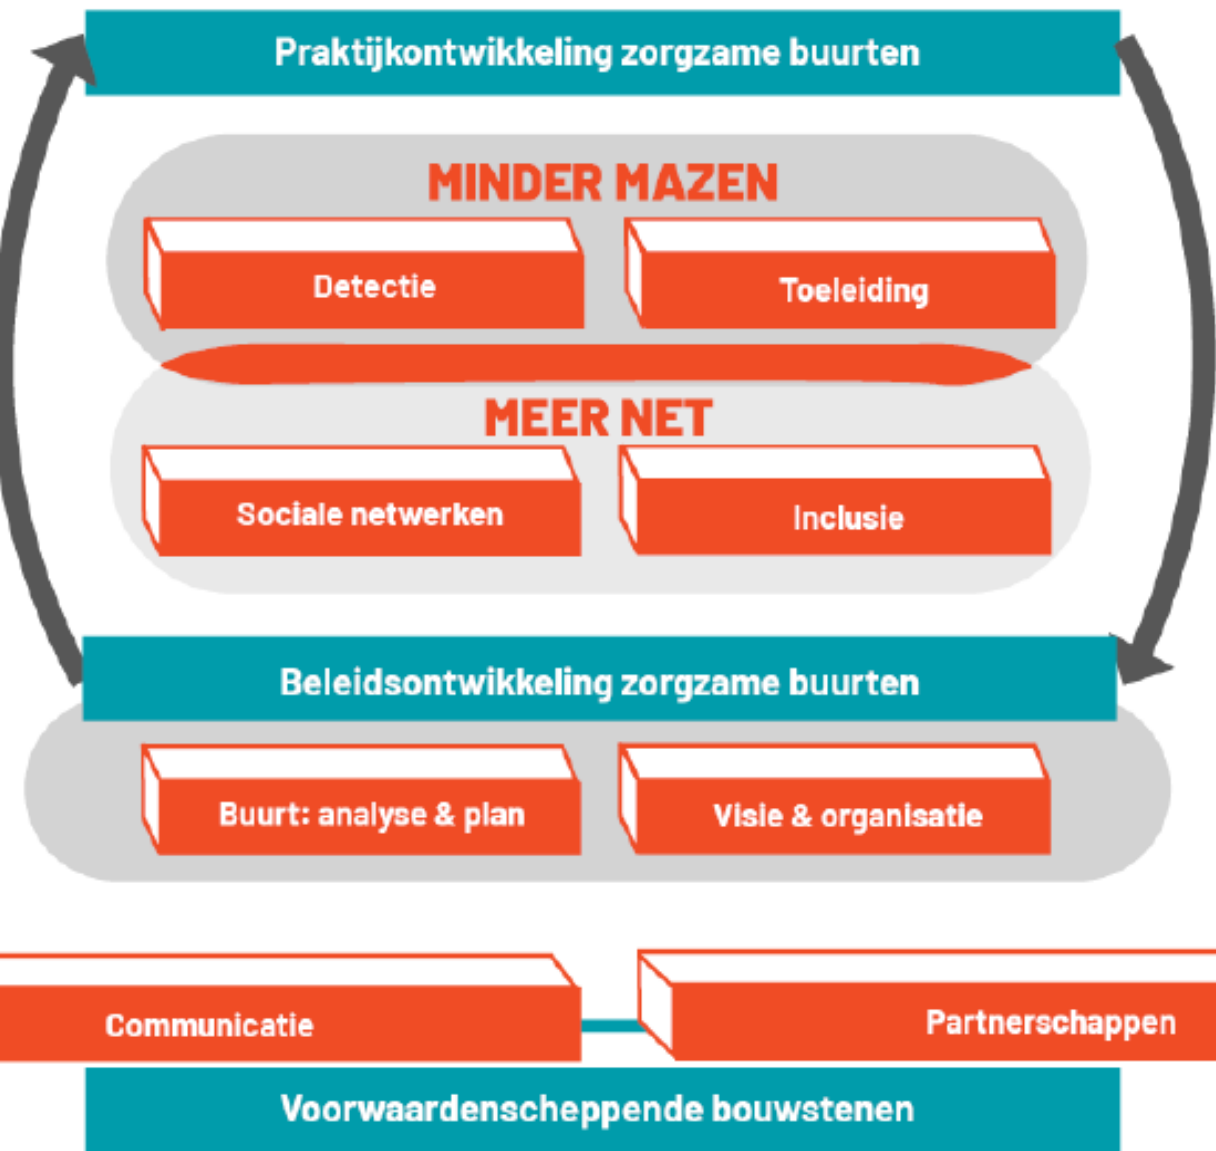 Praktijkontwikkeling zorgzame buurten
MINDER MAZEN
Detectie
Toeleiding
MEER NET
Sociale netwerken
Inclusie
Beleidsontwikkeling zorgzame buurten
Buurt: analyse & plan
Visie & organisatie
Communicatie
Partnerschappen
Voorwaardenscheppende bouwstenen